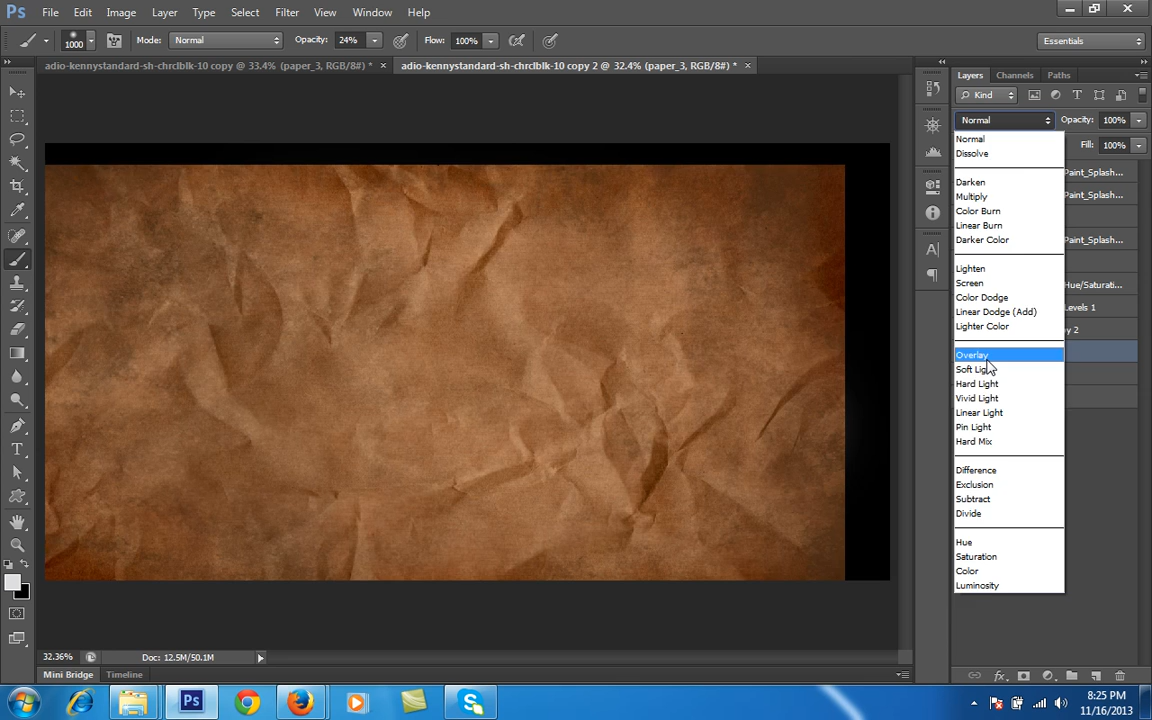 Ps File Edit Image Layer Type Select Filter View Window Help
1000 Mode: Normal Opacity: 24% Flow: 100% Essentials
adio-kennystandard-sh-chrclblk-10 copy @ 33.4% (paper_3, RGB/8#) * × adio-kennystandard-sh-chrclblk-10 copy 2 @ 32.4% (paper_3, RGB/8#) * ×
Layers Channels Paths
Kind
Normal Opacity: 100%
Fill: 100%
Normal
Dissolve
Darken
Multiply
Color Burn
Linear Burn
Darker Color
Lighten
Screen
Color Dodge
Linear Dodge (Add)
Lighter Color
Overlay
Soft Light
Hard Light
Vivid Light
Linear Light
Pin Light
Hard Mix
Difference
Exclusion
Subtract
Divide
Hue
Saturation
Color
Luminosity
Paint_Splash...
Paint_Splash...
Paint_Splash...
Hue/Saturati...
Levels 1
y 2
32.36% Doc: 12.5M/50.1M
Mini Bridge Timeline
Ps
8:25 PM
11/16/2013